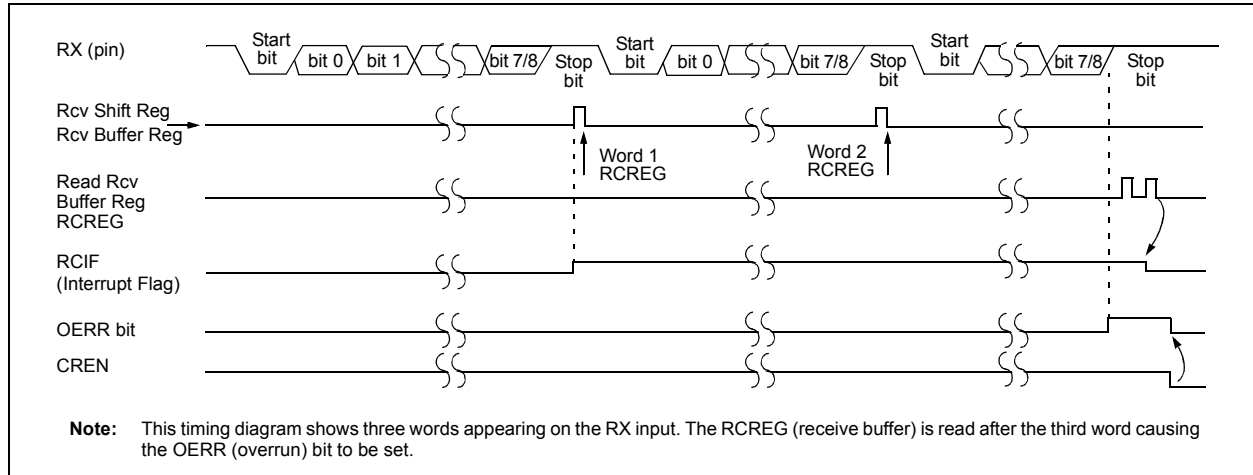 RX (pin)
Start
bit
bit 0
bit 1
bit 7/8
Stop
bit
Start
bit
bit 0
bit 7/8
Stop
bit
Start
bit
bit 7/8
Stop
bit
Rcv Shift Reg
Rcv Buffer Reg
Word 1
RCREG
Word 2
RCREG
Read Rcv
Buffer Reg
RCREG
RCIF
(Interrupt Flag)
OERR bit
CREN
Note: This timing diagram shows three words appearing on the RX input. The RCREG (receive buffer) is read after the third word causing
the OERR (overrun) bit to be set.